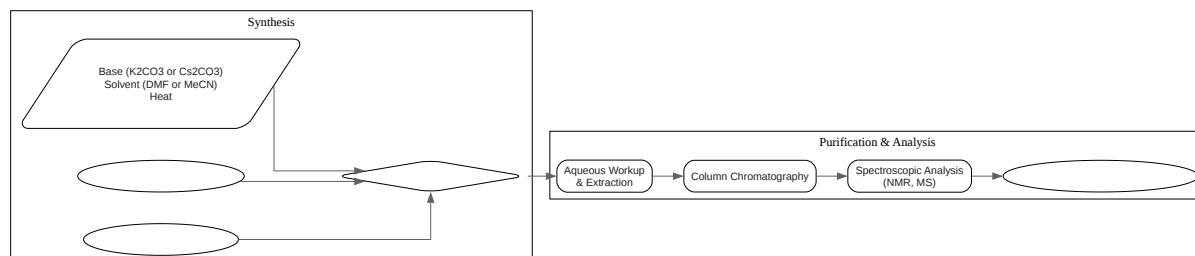 Synthesis
Base (K2CO3 or Cs2CO3)
Solvent (DMF or MeCN)
Heat
Purification & Analysis
Aqueous Workup
& Extraction
Column Chromatography
Spectroscopic Analysis
(NMR, MS)